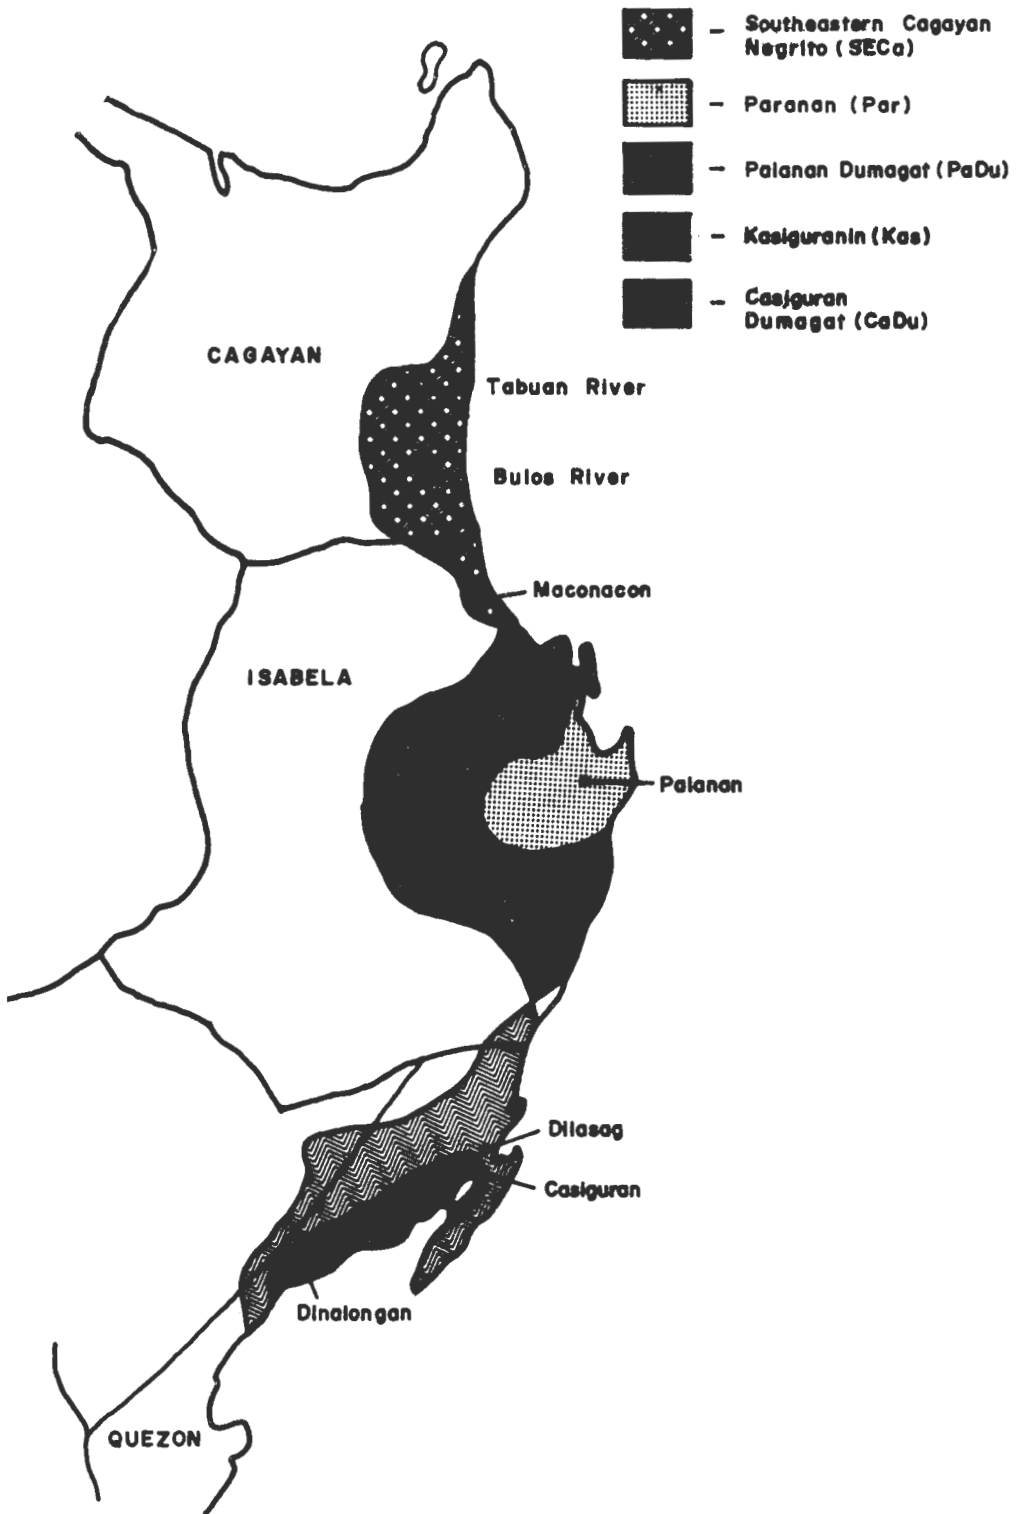 Southeastern Cagayan
Negrito (SECa)
Paranan (Par)
Palanan Dumagat (PaDu)
Kasiguranin (Kas)
Casiguran
Dumagat (CaDu)
CAGAYAN
Tabuan River
Bulos River
Maconacon
ISABELA
Palanan
Dilasag
Casiguran
Dinalongan
QUEZON